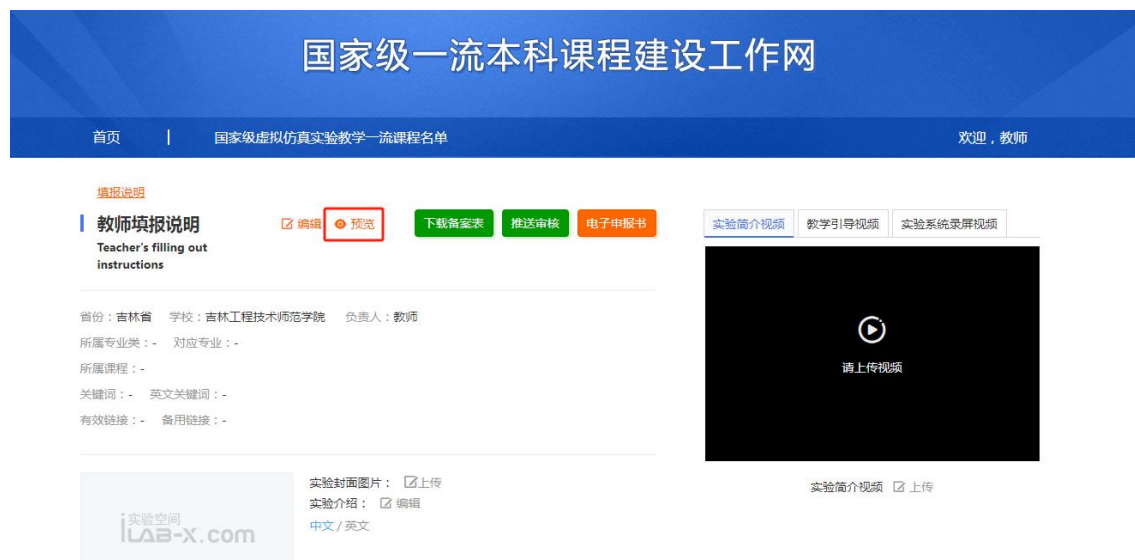 国家级一流本科课程建设工作网
首页 | 国家级虚拟仿真实验教学一流课程名单 欢迎，教师
填报说明
教师填报说明 编辑 预览 下载备案表 推送审核 电子申报书
Teacher's filling out
instructions
省份：吉林省 学校：吉林工程技术师范学院 负责人：教师
所属专业类：- 对应专业：-
所属课程：-
关键词：- 英文关键词：-
有效链接：- 备用链接：-
实验封面图片： 上传
实验介绍： 编辑
中文 / 英文
实验空间
iLAB-X.com
实验简介视频 教学引导视频 实验系统录屏视频
请上传视频
实验简介视频 上传